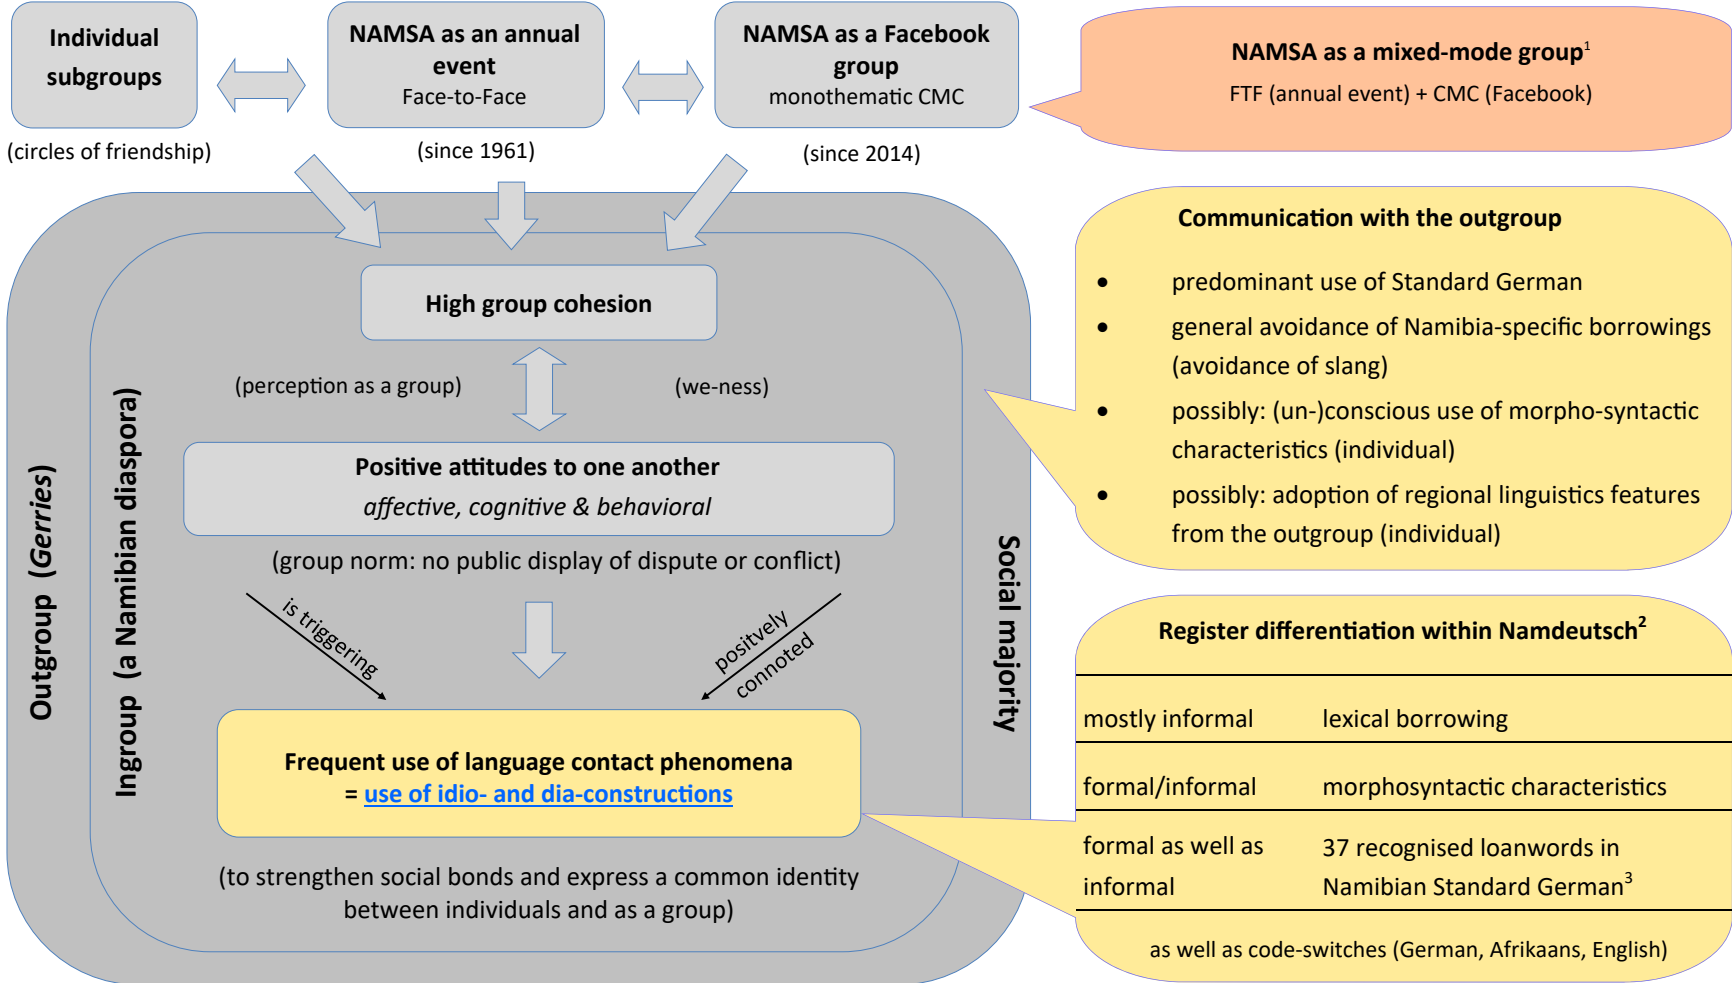 Individual
subgroups
(circles of friendship)
NAMSA as an annual
event
Face-to-Face
(since 1961)
NAMSA as a Facebook
group
monothematic CMC
(since 2014)
NAMSA as a mixed-mode group¹
FTF (annual event) + CMC (Facebook)
Outgroup (Gerries)
Ingroup (a Namibian diaspora)
Social majority
High group cohesion
(perception as a group)
(we-ness)
Positive attitudes to one another
affective, cognitive & behavioral
(group norm: no public display of dispute or conflict)
is triggering
positvely
connoted
Frequent use of language contact phenomena
= use of idio- and dia-constructions
(to strengthen social bonds and express a common identity
between individuals and as a group)
Communication with the outgroup
• predominant use of Standard German
• general avoidance of Namibia-specific borrowings
(avoidance of slang)
• possibly: (un-)conscious use of morpho-syntactic
characteristics (individual)
• possibly: adoption of regional linguistics features
from the outgroup (individual)
Register differentiation within Namdeutsch²
mostly informal lexical borrowing
formal/informal morphosyntactic characteristics
formal as well as 37 recognised loanwords in
informal Namibian Standard German³
as well as code-switches (German, Afrikaans, English)